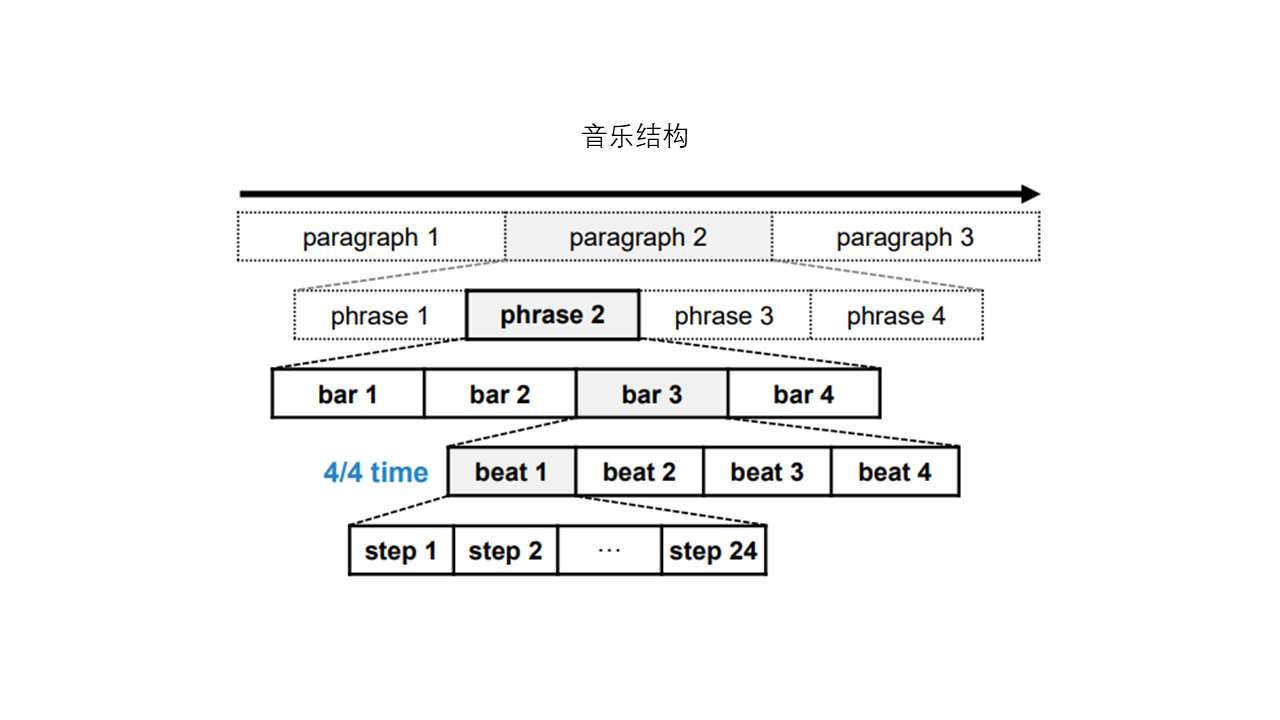 音乐结构
paragraph 1 paragraph 2 paragraph 3
phrase 1 phrase 2 phrase 3 phrase 4
bar 1 bar 2 bar 3 bar 4
4/4 time beat 1 beat 2 beat 3 beat 4
step 1 step 2 ··· step 24